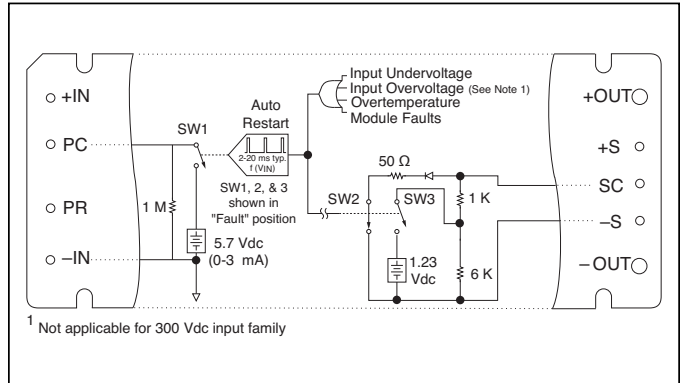 +IN
PC
PR
–IN
1 M
SW1
5.7 Vdc
(0-3 mA)
Auto
Restart
2-20 ms typ.
f (VIN)
SW1, 2, & 3
shown in
"Fault" position
Input Undervoltage
Input Overvoltage (See Note 1)
Overtemperature
Module Faults
50 Ω
SW2
SW3
1 K
1.23
Vdc
6 K
+OUT
+S
SC
–S
–OUT
1 Not applicable for 300 Vdc input family